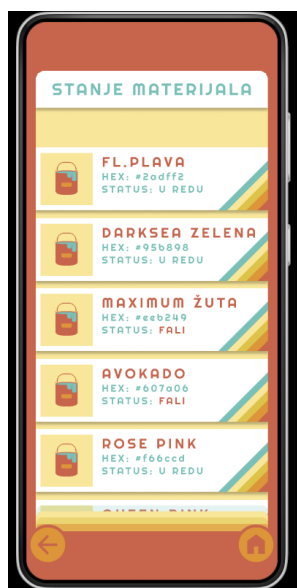 STANJE MATERIJALA
FL.PLAVA
HEX: #2adff2
STATUS: U REDU
DARKSEA ZELENA
HEX: #95b898
STATUS: U REDU
MAXIMUM ŽUTA
HEX: #eeb249
STATUS: FALI
AVOKADO
HEX: #607a06
STATUS: FALI
ROSE PINK
HEX: #f66ccd
STATUS: U REDU